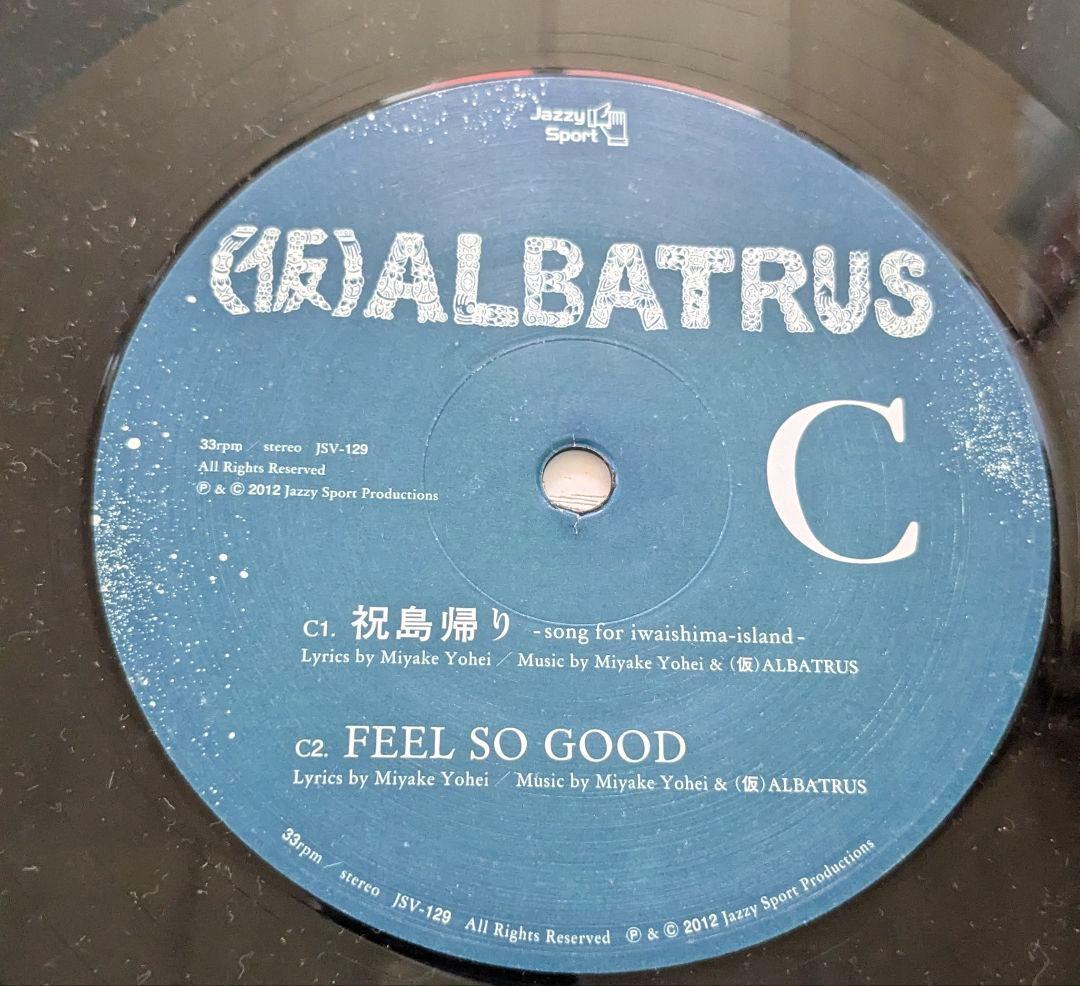 Jazzy
Sport
(仮)ALBATRUS
C
33rpm / stereo JSV-129
All Rights Reserved
℗ & © 2012 Jazzy Sport Productions
C1. 祝島帰り -song for iwaishima-island-
Lyrics by Miyake Yohei / Music by Miyake Yohei & (仮)ALBATRUS
C2. FEEL SO GOOD
Lyrics by Miyake Yohei / Music by Miyake Yohei & (仮)ALBATRUS
33rpm / stereo JSV-129 All Rights Reserved ℗ & © 2012 Jazzy Sport Productions